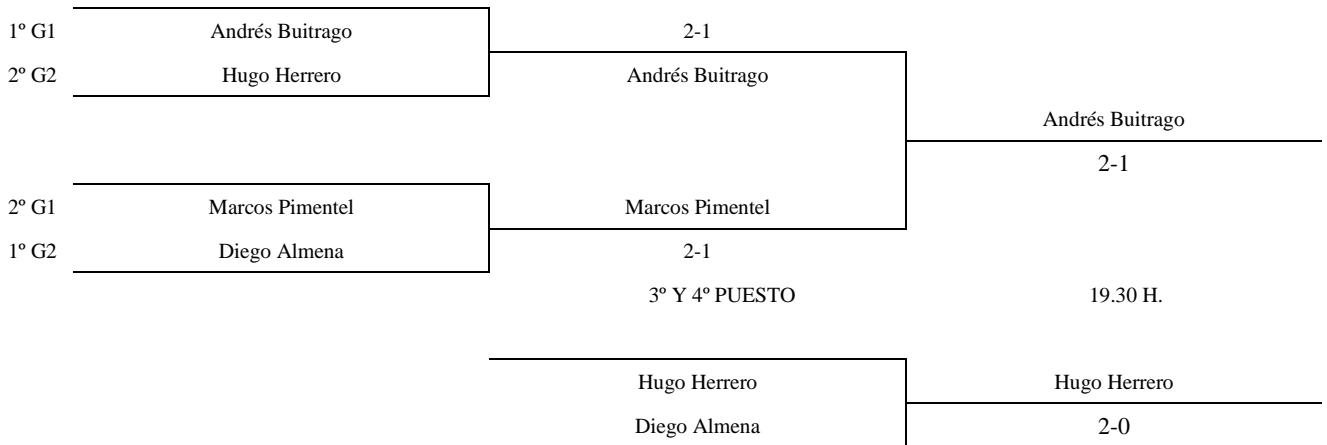 1º G1 Andrés Buitrago 2-1
2º G2 Hugo Herrero Andrés Buitrago
Andrés Buitrago
2-1
2º G1 Marcos Pimentel Marcos Pimentel
1º G2 Diego Almena 2-1
3º Y 4º PUESTO 19.30 H.
Hugo Herrero Hugo Herrero
Diego Almena 2-0